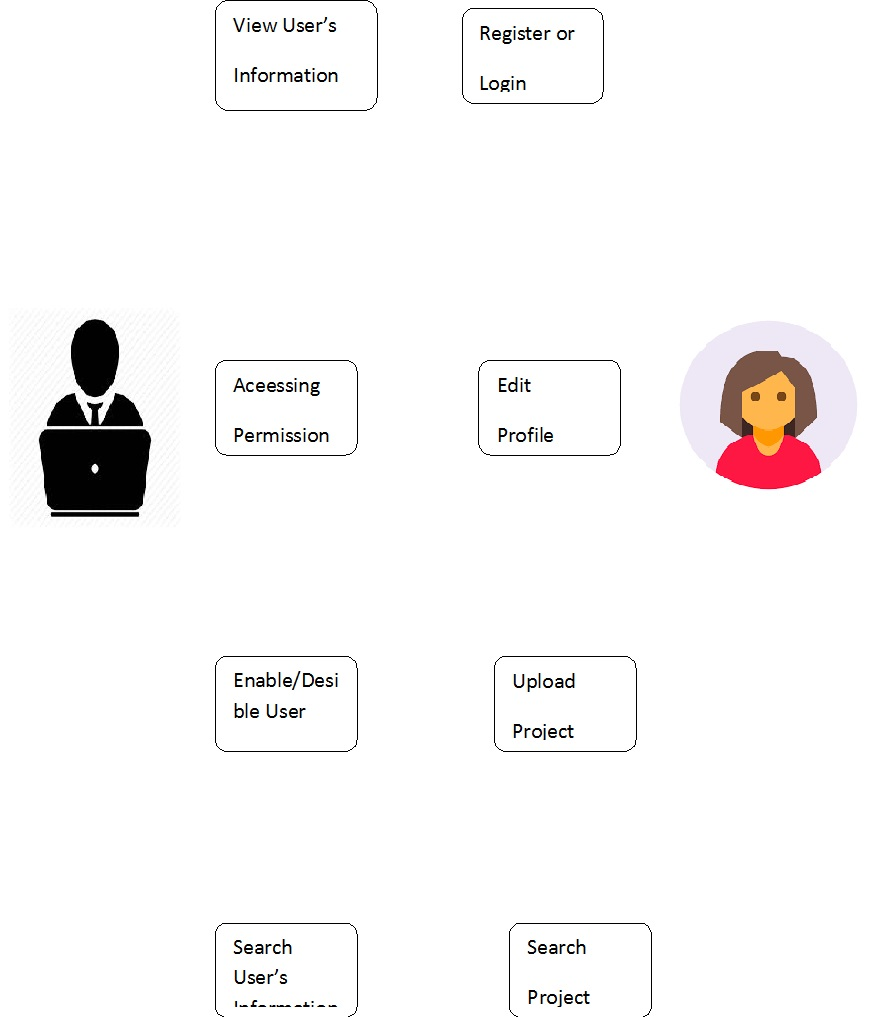 View User’s
Information
Register or
Login
Aceessing
Permission
Edit
Profile
Enable/Desi
ble User
Upload
Project
Search
User’s
Information
Search
Project